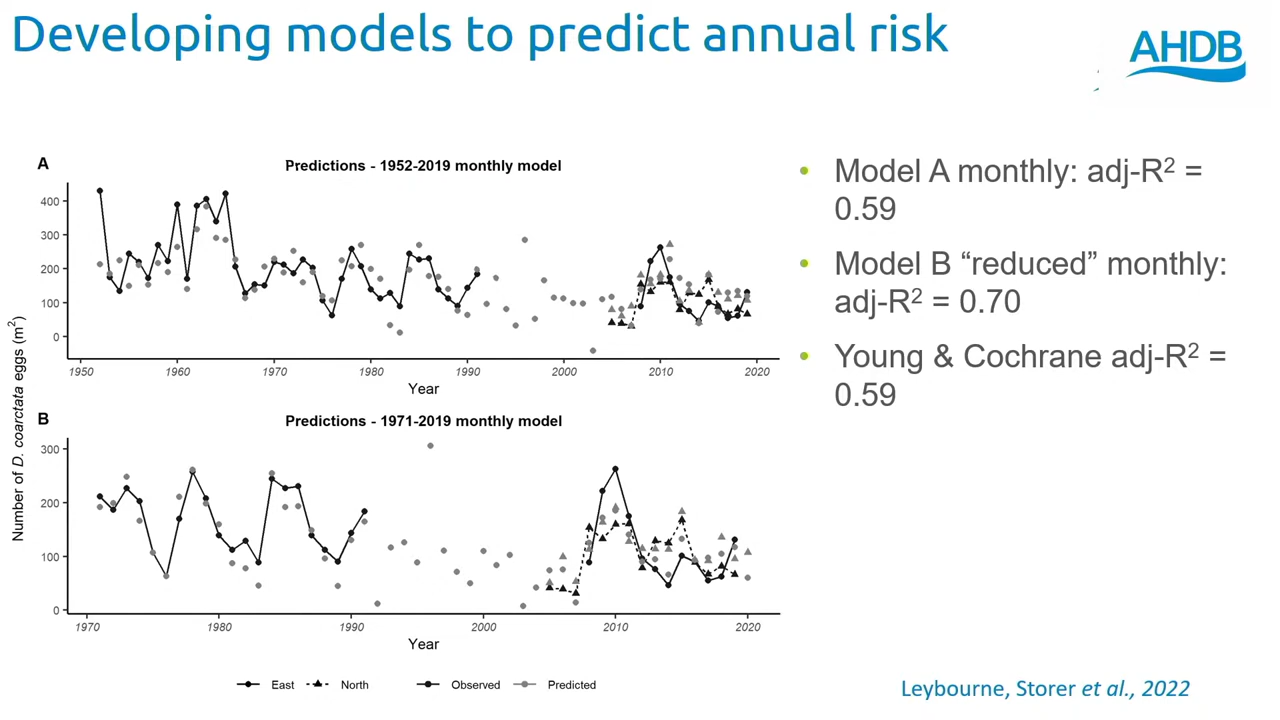 Developing models to predict annual risk
AHDB
A
Predictions - 1952-2019 monthly model
400
300
200
100
0
1950 1960 1970 1980 1990 2000 2010 2020
Year
B
Predictions - 1971-2019 monthly model
300
200
100
0
1970 1980 1990 2000 2010 2020
Year
Number of D. coarctata eggs (m²)
East North Observed Predicted
• Model A monthly: adj-R² =
0.59
• Model B “reduced” monthly:
adj-R² = 0.70
• Young & Cochrane adj-R² =
0.59
Leybourne, Storer et al., 2022